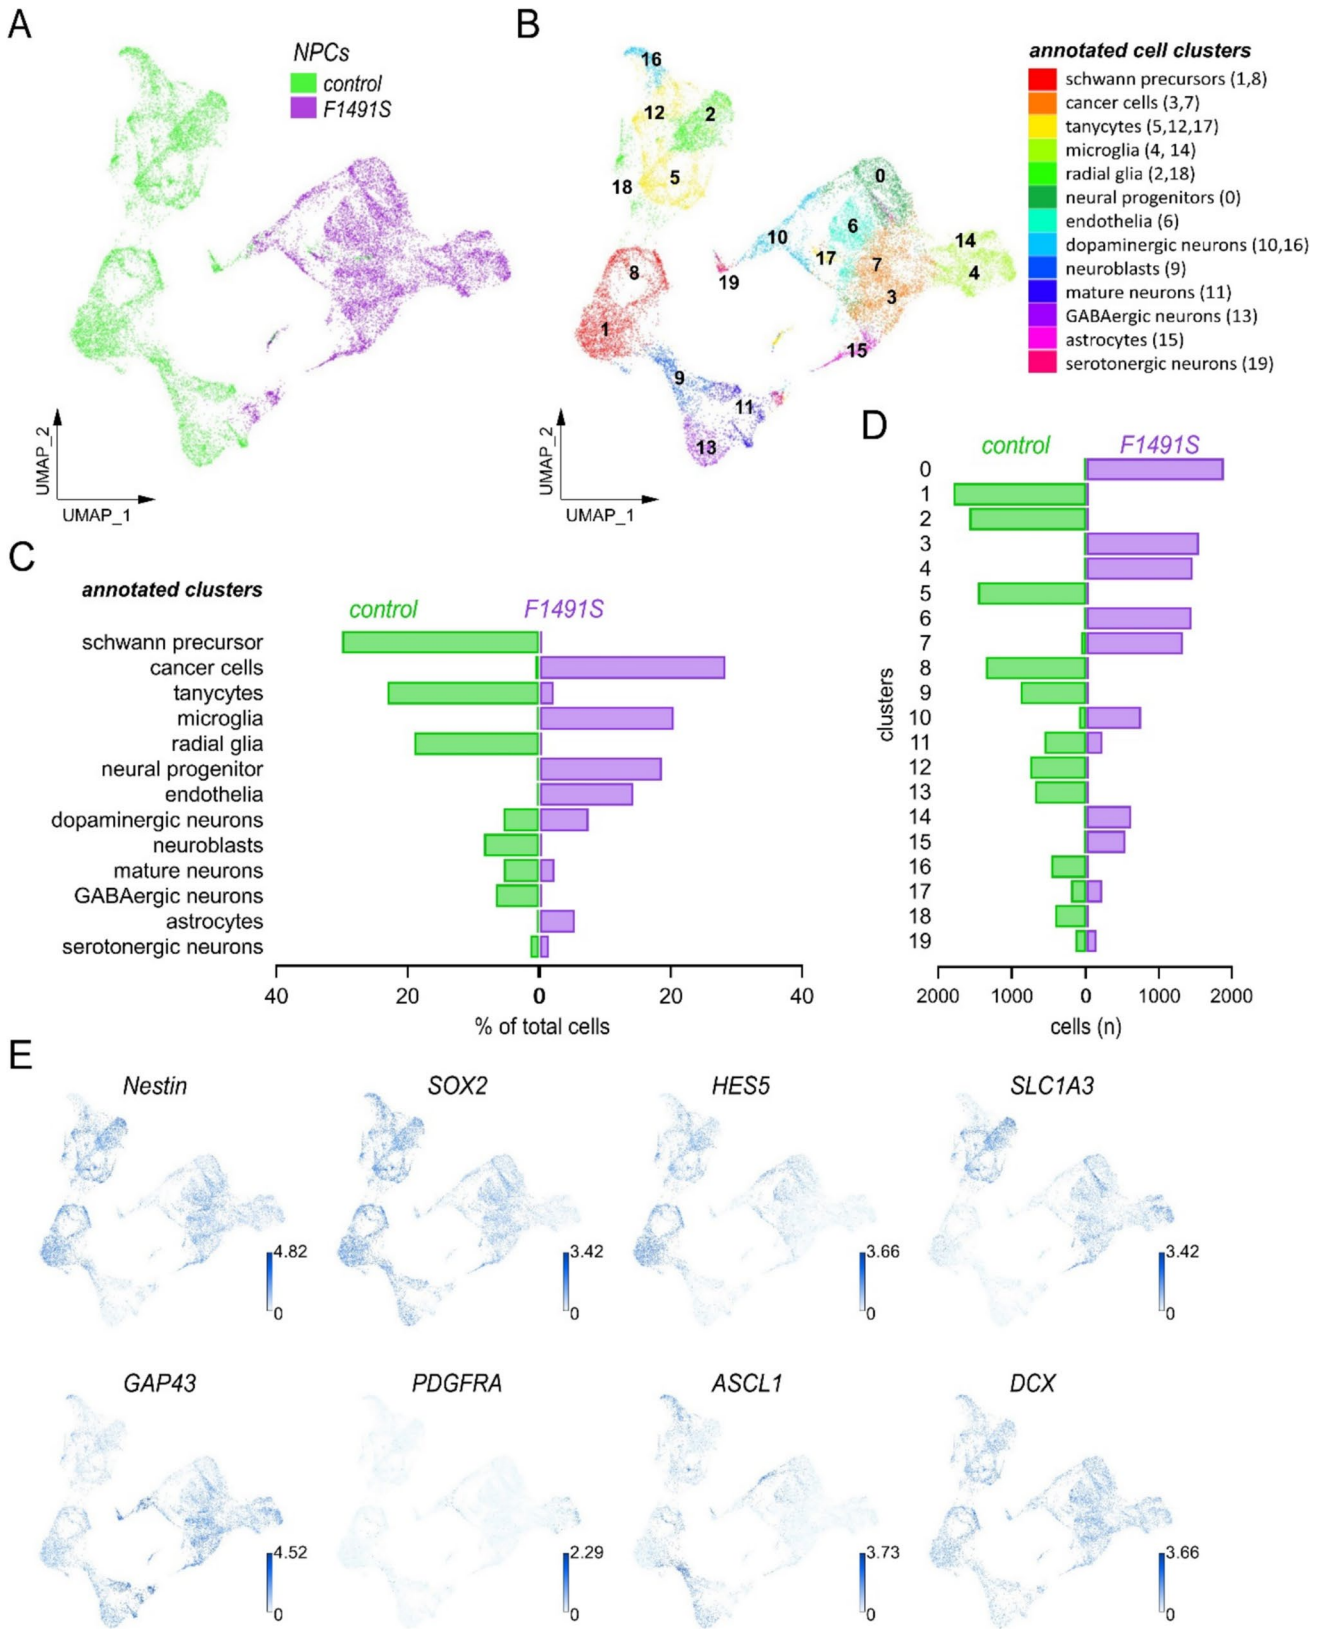 A
NPCs
control
F1491S
UMAP_2
UMAP_1
B
16
12
2
5
18
0
6
10
17
7
14
4
19
3
8
1
15
9
11
13
UMAP_2
UMAP_1
annotated cell clusters
schwann precursors (1,8)
cancer cells (3,7)
tanycytes (5,12,17)
microglia (4, 14)
radial glia (2,18)
neural progenitors (0)
endothelia (6)
dopaminergic neurons (10,16)
neuroblasts (9)
mature neurons (11)
GABAergic neurons (13)
astrocytes (15)
serotonergic neurons (19)
C
annotated clusters
control F1491S
schwann precursor
cancer cells
tanycytes
microglia
radial glia
neural progenitor
endothelia
dopaminergic neurons
neuroblasts
mature neurons
GABAergic neurons
astrocytes
serotonergic neurons
40 20 0 20 40
% of total cells
D
control F1491S
clusters
0
1
2
3
4
5
6
7
8
9
10
11
12
13
14
15
16
17
18
19
2000 1000 0 1000 2000
cells (n)
E
Nestin SOX2 HES5 SLC1A3
4.82 3.42 3.66 3.42
0 0 0 0
GAP43 PDGFRA ASCL1 DCX
4.52 2.29 3.73 3.66
0 0 0 0